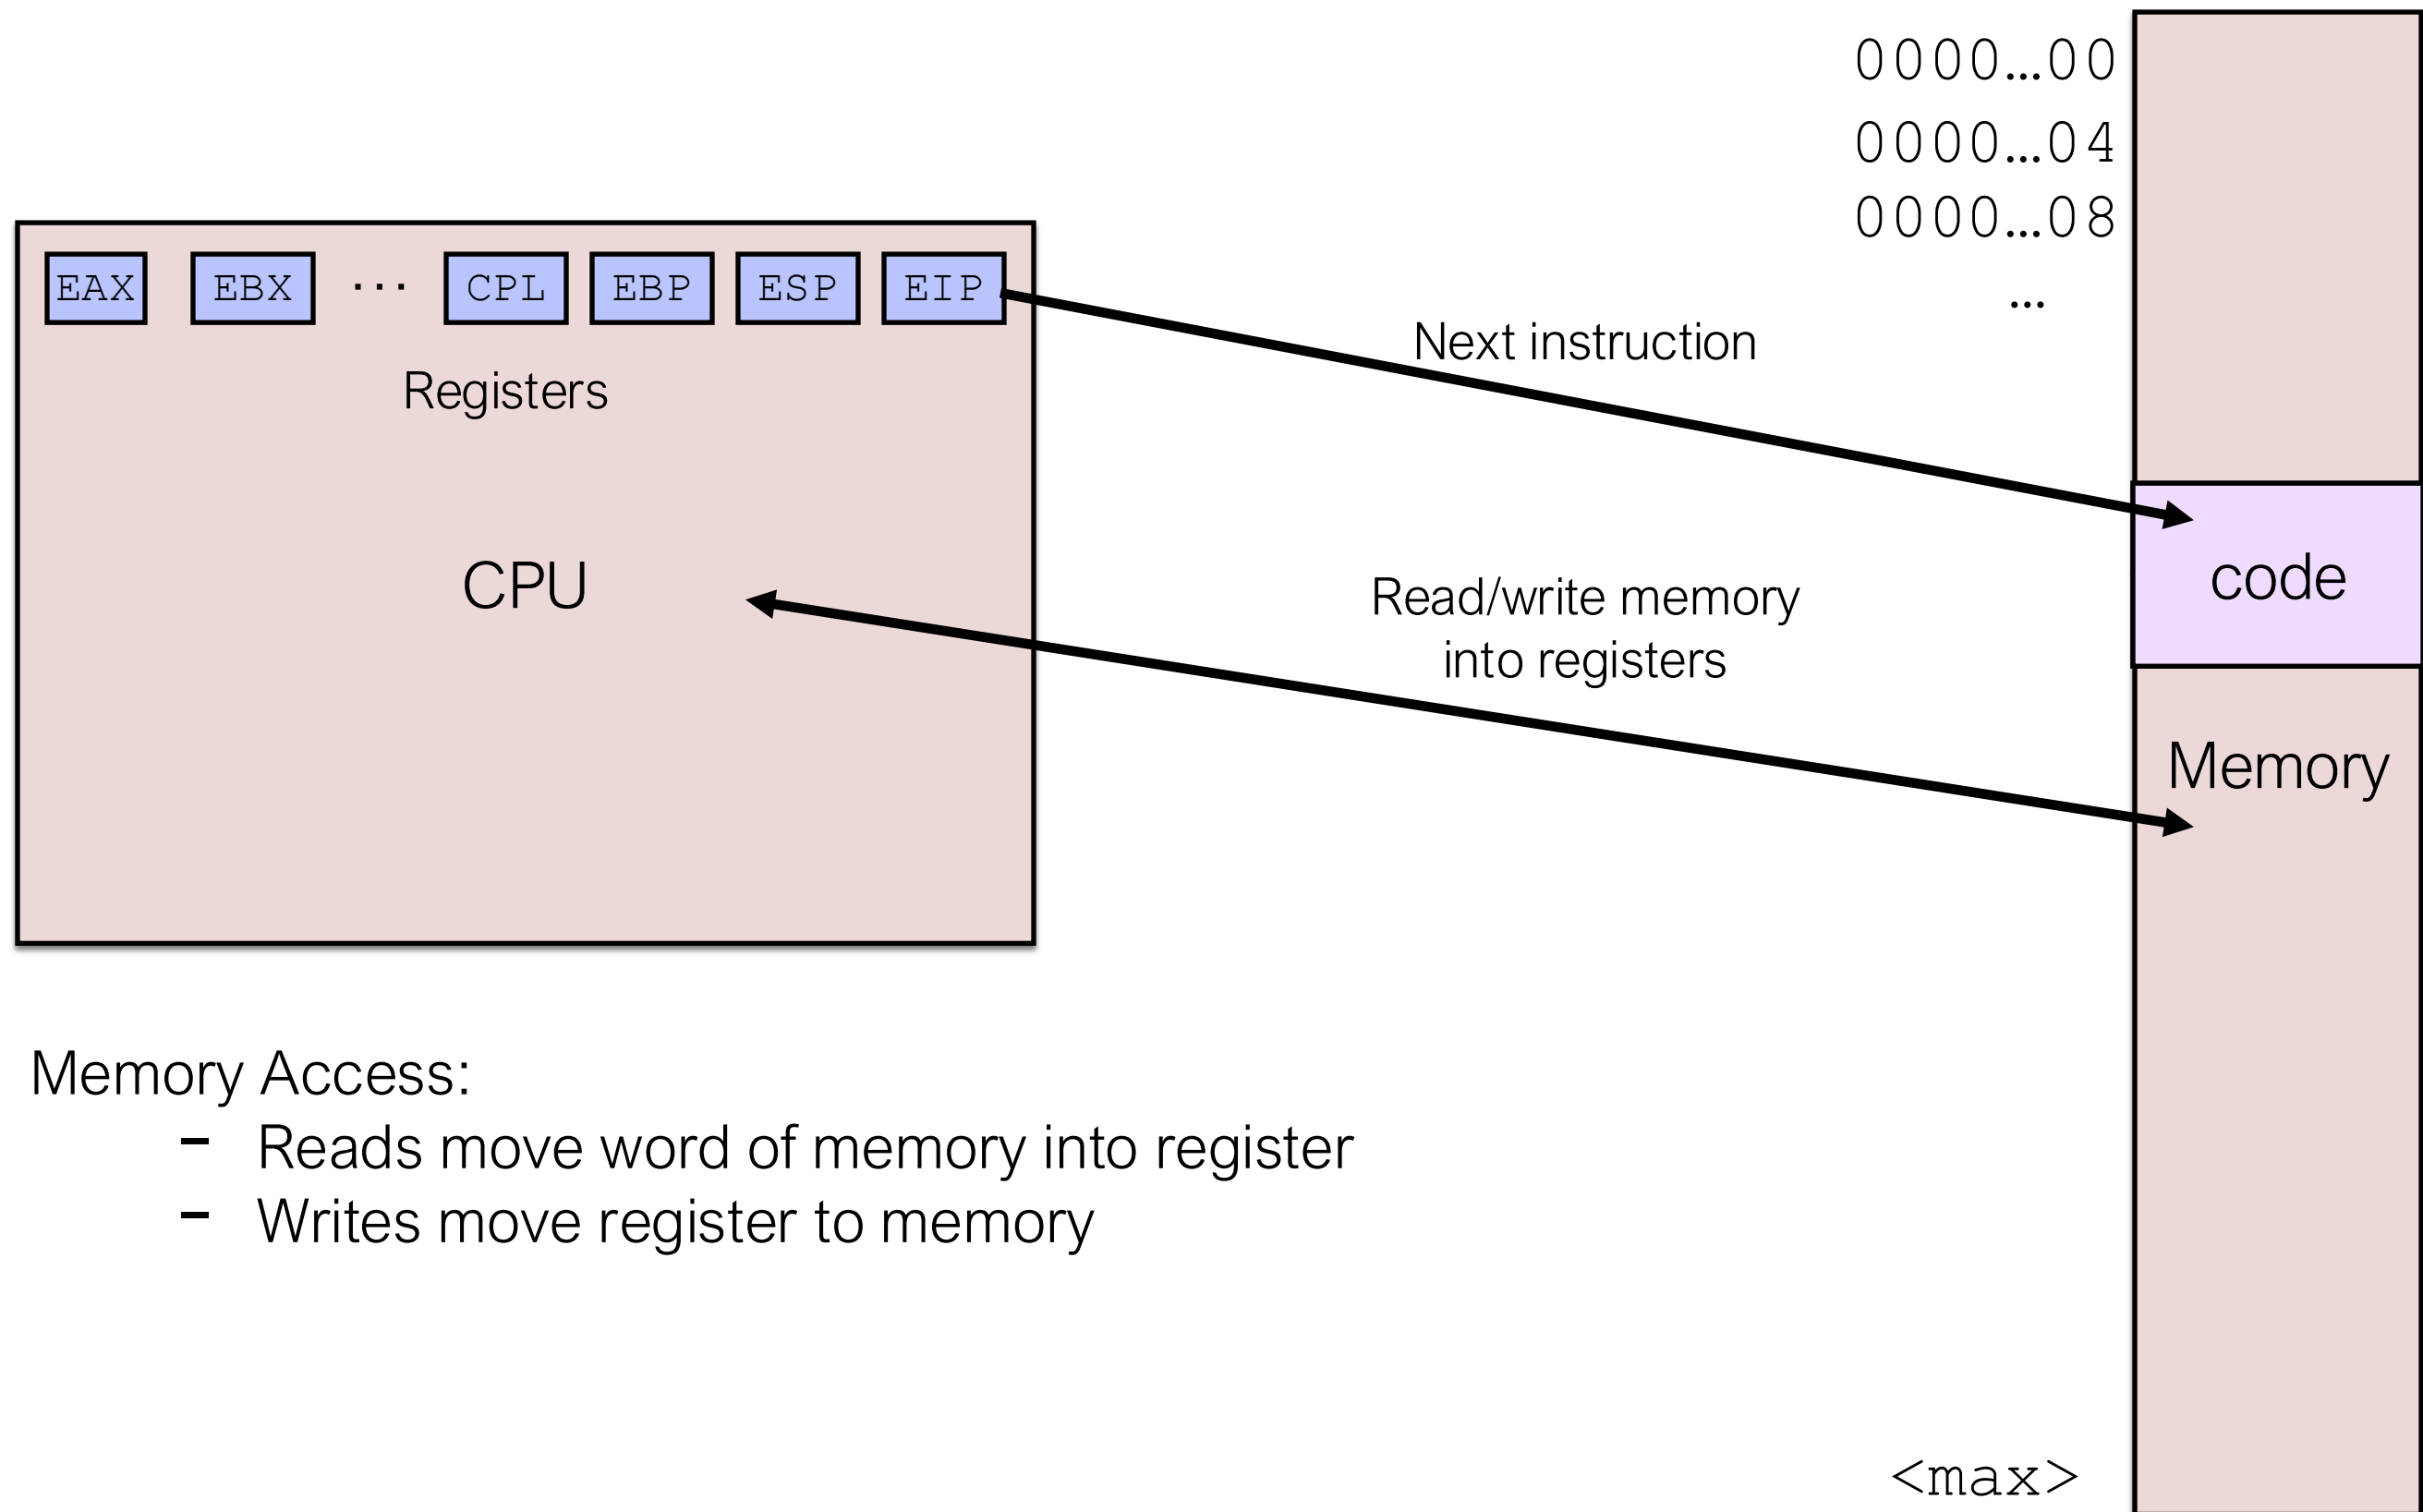 0000…00
0000…04
0000…08
…
EAX EBX ... CPL EBP ESP EIP
Registers
CPU
Next instruction
Read/write memory
into registers
code
Memory
Memory Access:
- Reads move word of memory into register
- Writes move register to memory
<max>